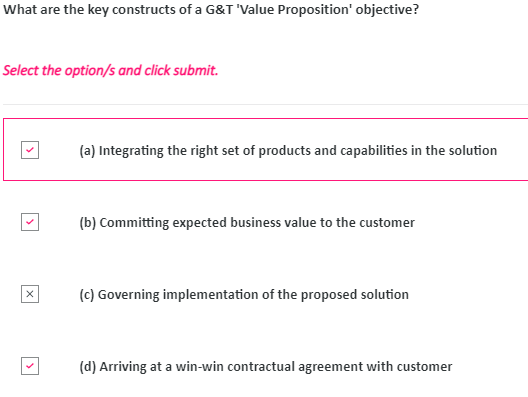 What are the key constructs of a G&T 'Value Proposition' objective?
Select the option/s and click submit.
(a) Integrating the right set of products and capabilities in the solution
(b) Committing expected business value to the customer
(c) Governing implementation of the proposed solution
(d) Arriving at a win-win contractual agreement with customer